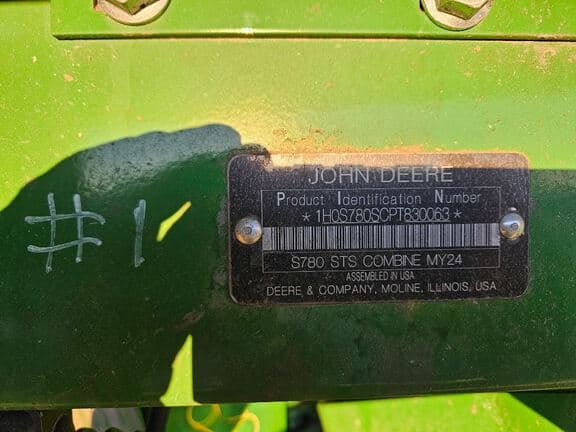 #1
JOHN DEERE
Product Identification Number
*1H0S780SCPT830063*
S780 STS COMBINE MY24
ASSEMBLED IN USA
DEERE & COMPANY, MOLINE, ILLINOIS, USA